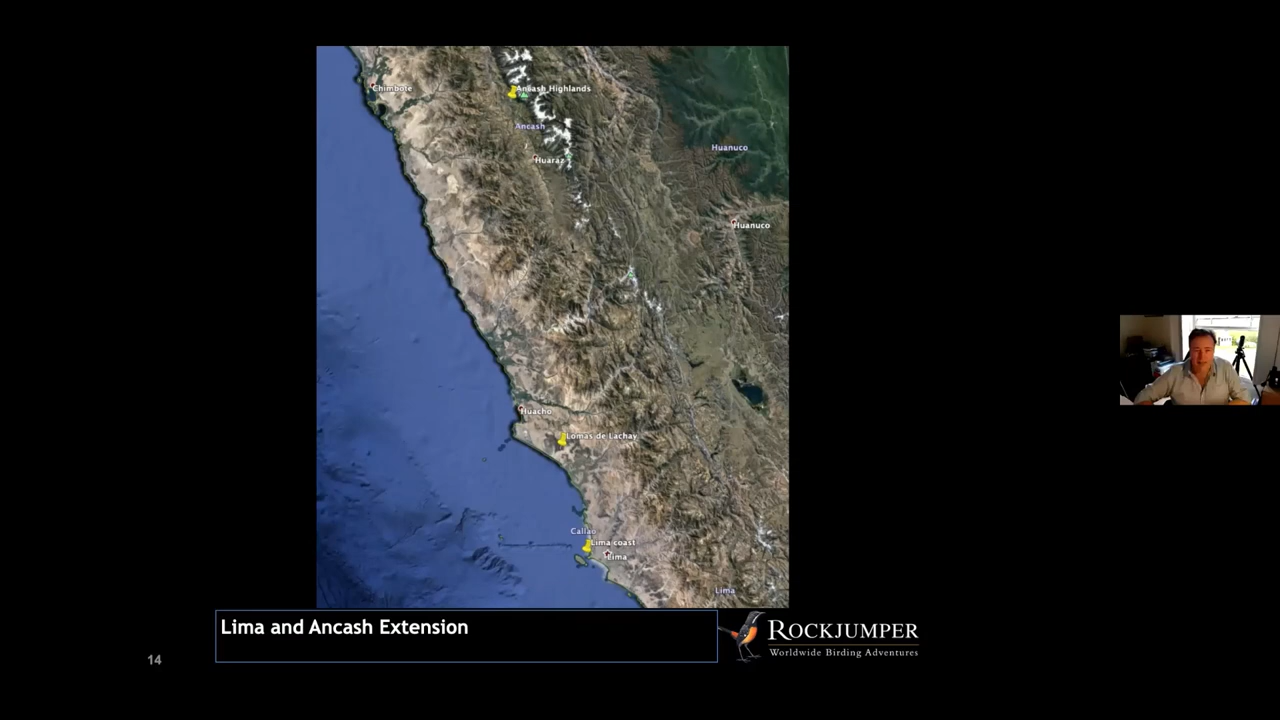 Chimbote
Ancash Highlands
Ancash
Huaraz
Huanuco
Huanuco
Huacho
Lomas de Lachay
Callao
Lima coast
Lima
Lima
Lima and Ancash Extension
ROCKJUMPER
Worldwide Birding Adventures
14